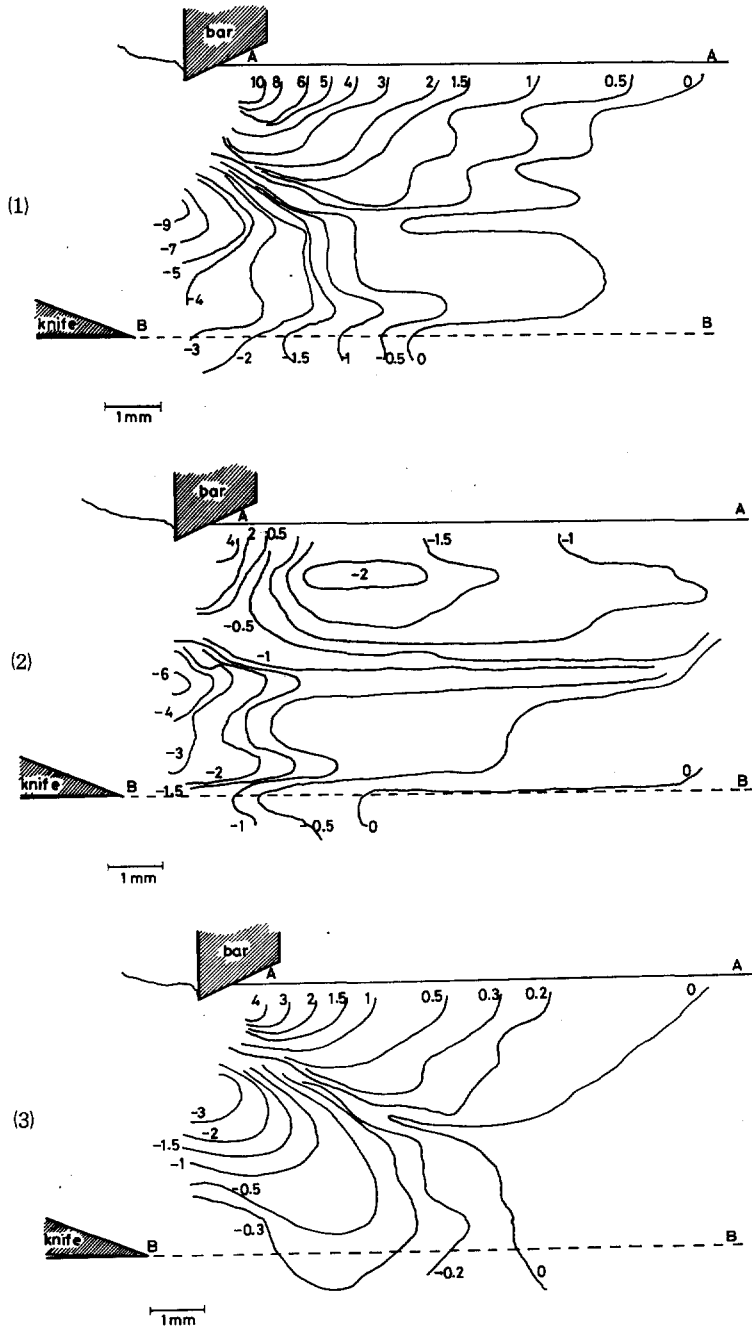 bar
A A
10 8 6 5 4 3 2 1.5 1 0.5 0
(1)
-9
-7
-5
-4
knife B B
-3 -2 -1.5 -1 -0.5 0
1 mm
bar
A A
4 2 0.5 -1.5 -1
-2
-0.5
(2)
-1
-6
-4
-3
-2 0
knife B B
-1.5
-1 -0.5 0
1 mm
bar
A A
4 3 2 1.5 1 0.5 0.3 0.2 0
(3)
-3
-2
-1.5
-1
-0.5
-0.3
knife B B
-0.2 0
1mm